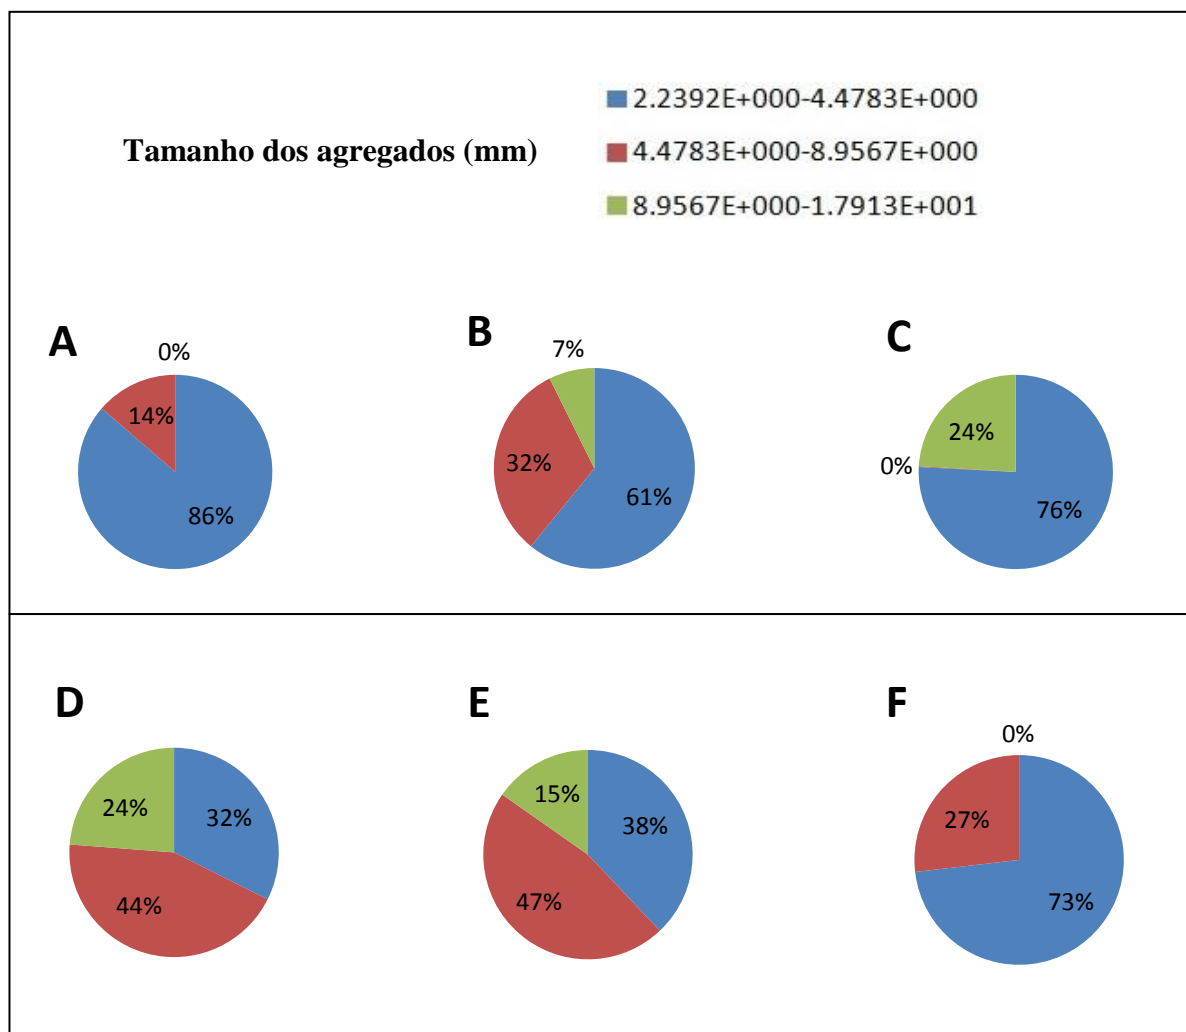 Tamanho dos agregados (mm)
2.2392E+000-4.4783E+000
4.4783E+000-8.9567E+000
8.9567E+000-1.7913E+001
A
0%
14%
86%
B
7%
32%
61%
C
24%
0%
76%
D
24%
32%
44%
E
15%
38%
47%
F
0%
27%
73%